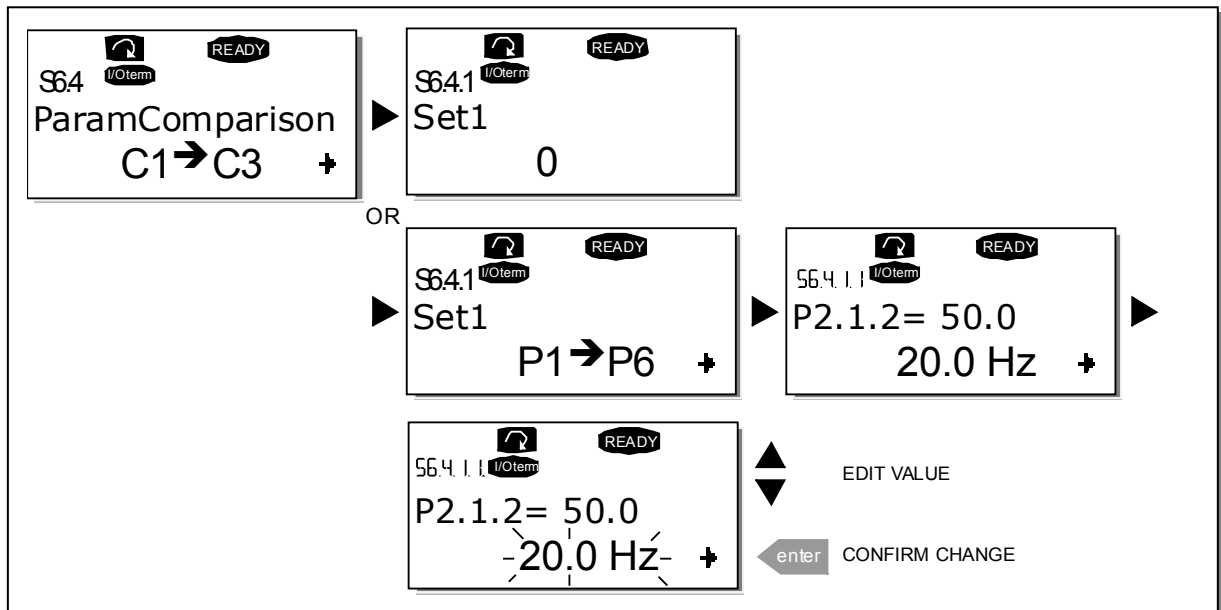 READY
S6.4 I/Oterm
ParamComparison
C1➔C3
READY
S6.4.1 I/Oterm
Set1
0
OR
READY
S6.4.1 I/Oterm
Set1
P1➔P6
READY
S6.4.1.1 I/Oterm
P2.1.2= 50.0
20.0 Hz
READY
S6.4.1.1. I/Oterm
P2.1.2= 50.0
20.0 Hz
EDIT VALUE
enter CONFIRM CHANGE